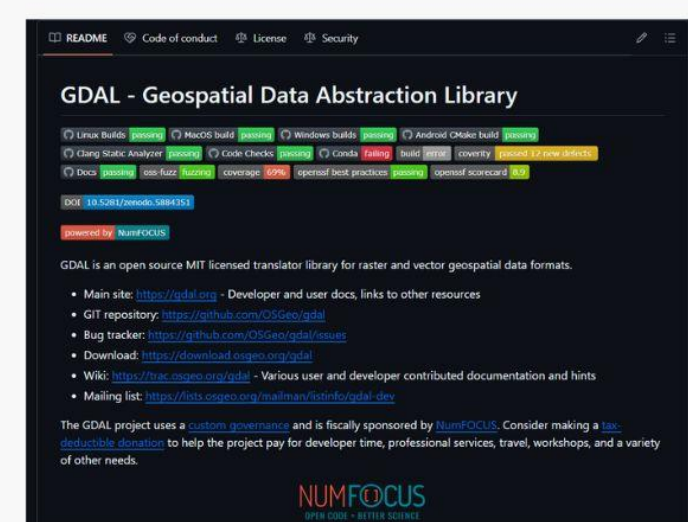 README Code of conduct License Security
GDAL - Geospatial Data Abstraction Library
Linux Builds passing MacOS build passing Windows builds passing Android CMake build passing
Clang Static Analyzer passing Code Checks passing Conda failing build error coverity passed 12 new defects
Docs passing oss-fuzz fuzzing coverage 69% openssf best practices passing openssf scorecard 8.9
DOI 10.5281/zenodo.5884351
powered by NumFOCUS
GDAL is an open source MIT licensed translator library for raster and vector geospatial data formats.
• Main site: https://gdal.org - Developer and user docs, links to other resources
• GIT repository: https://github.com/OSGeo/gdal
• Bug tracker: https://github.com/OSGeo/gdal/issues
• Download: https://download.osgeo.org/gdal
• Wiki: https://trac.osgeo.org/gdal - Various user and developer contributed documentation and hints
• Mailing list: https://lists.osgeo.org/mailman/listinfo/gdal-dev
The GDAL project uses a custom governance and is fiscally sponsored by NumFOCUS. Consider making a tax-
deductible donation to help the project pay for developer time, professional services, travel, workshops, and a variety
of other needs.
NUMFOCUS
OPEN CODE = BETTER SCIENCE